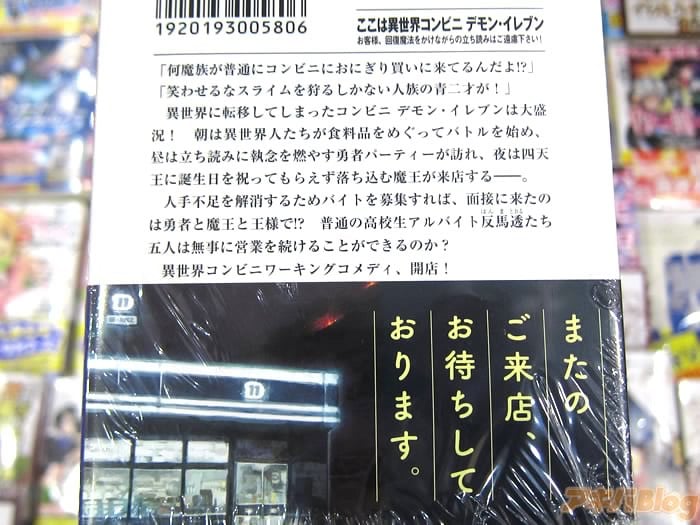 1920193005806
ここは異世界コンビニ デモン・イレブン
お客様、回復魔法をかけながらの立ち読みはご遠慮下さい!
「何魔族が普通にコンビニにおにぎり買いに来てるんだよ!?」
「笑わせるなスライムを狩るしかない人族の青二才が!」
異世界に転移してしまったコンビニ デモン・イレブンは大盛
況! 朝は異世界人たちが食料品をめぐってバトルを始め、
昼は立ち読みに執念を燃やす勇者パーティーが訪れ、夜は四天
王に誕生日を祝ってもらえず落ち込む魔王が来店する――。
人手不足を解消するためバイトを募集すれば、面接に来たの
は勇者と魔王と王様で!? 普通の高校生アルバイト反馬透たち
はんまとおる
五人は無事に営業を続けることができるのか?
異世界コンビニワーキングコメディ、開店!
またの
ご来店、
お待ちして
おります。
アキバBlog